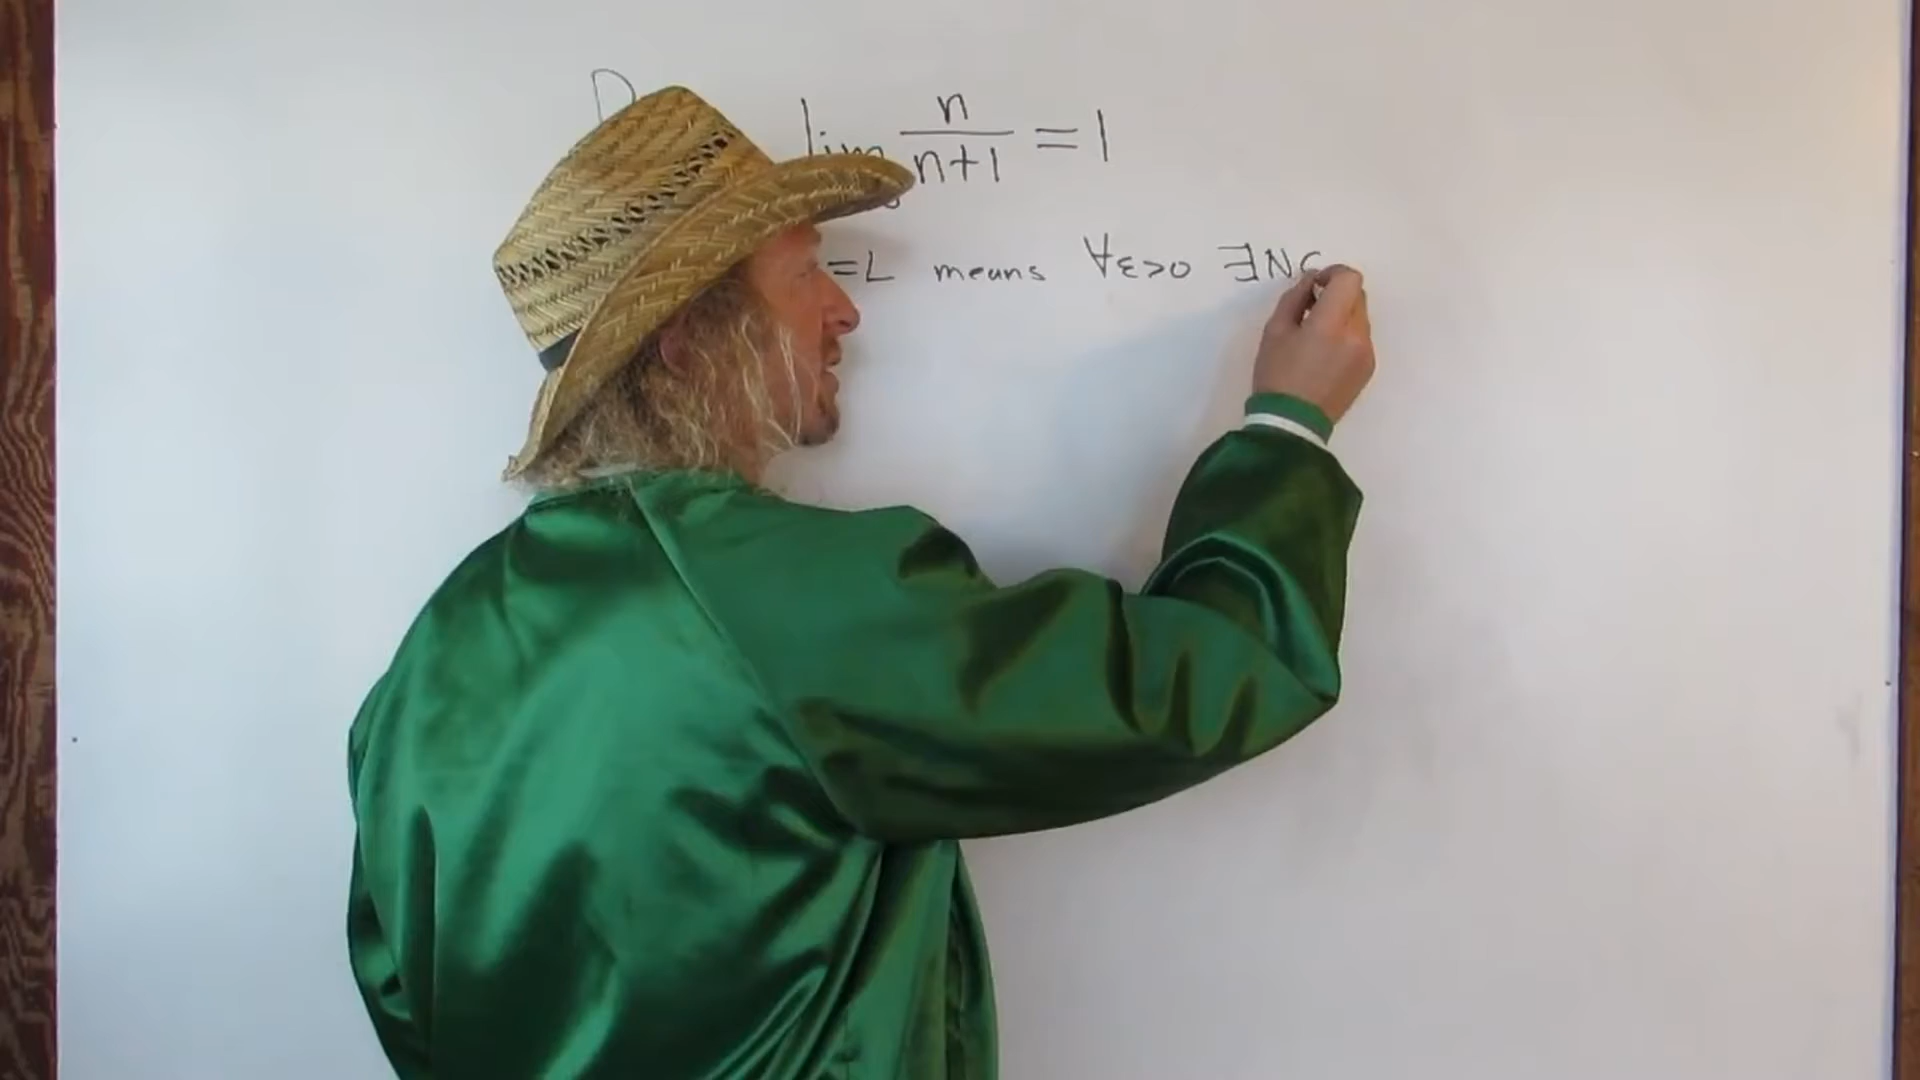 lim n/n+1 = 1
=L means ∀ε>0 ∃N